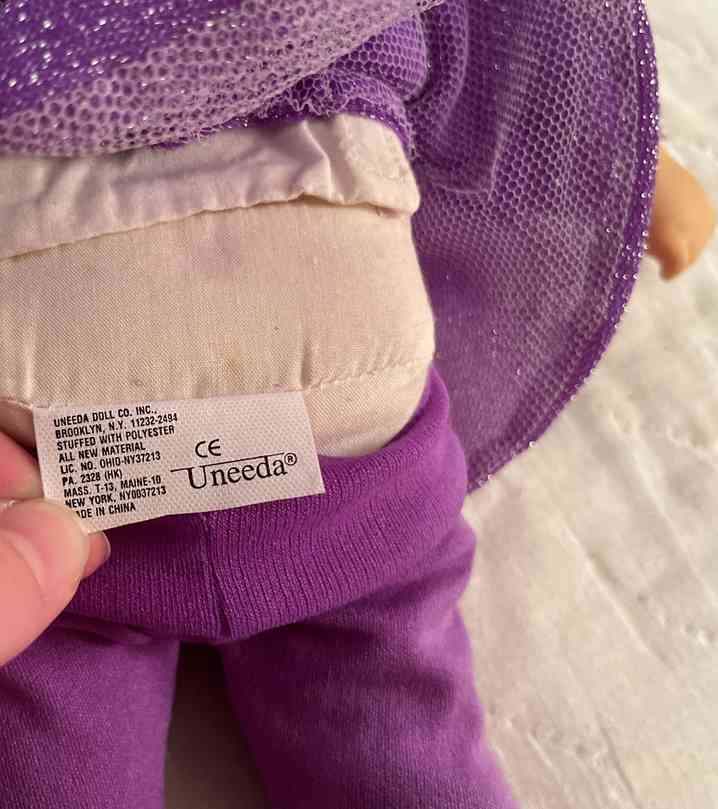 UNEEDA DOLL CO. INC.,
BROOKLYN, N.Y. 11232-2494
STUFFED WITH POLYESTER
ALL NEW MATERIAL
LIC. NO. OHIO-NY37213
PA. 2328 (HK)
MASS. T-13, MAINE-10
NEW YORK, NY0037213
ADE IN CHINA
CE
Uneeda®